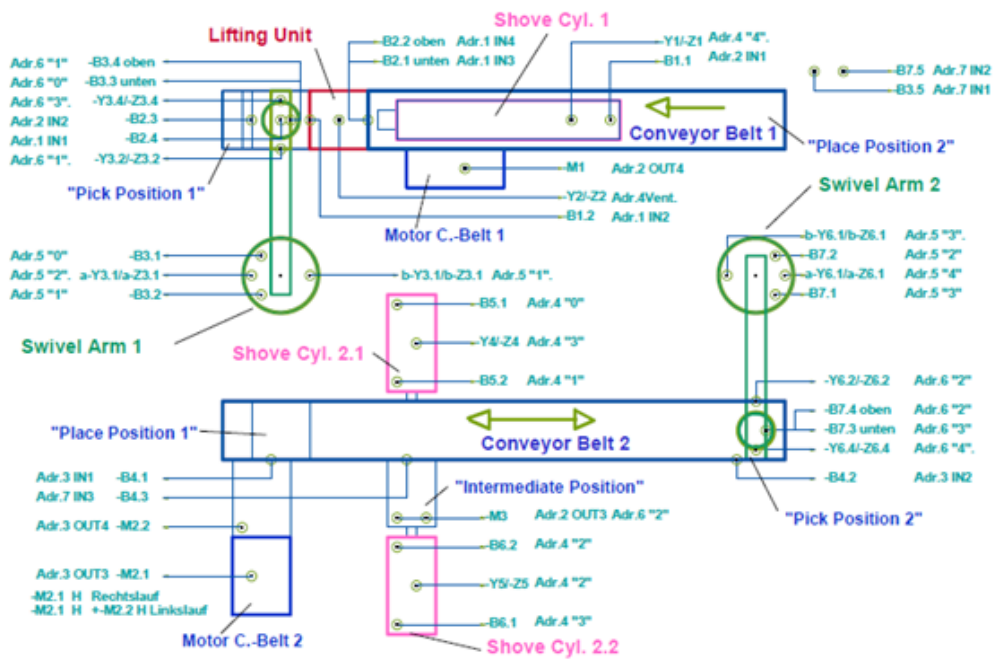 Shove Cyl. 1
Lifting Unit
-B2.2 oben Adr.1 IN4
-B2.1 unten Adr.1 IN3
Y1/-Z1 Adr.4 "4".
-B1.1 Adr.2 IN1
Adr.6 "1" -B3.4 oben
Adr.6 "0" -B3.3 unten
Adr.6 "3". -Y3.4/-Z3.4
Adr.2 IN2 -B2.3
Adr.1 IN1 -B2.4
Adr.6 "1". -Y3.2/-Z3.2
-B7.5 Adr.7 IN2
-B3.5 Adr.7 IN1
Conveyor Belt 1
"Place Position 2"
"Pick Position 1"
-M1 Adr.2 OUT4
Y2/-Z2 Adr.4Vent.
-B1.2 Adr.1 IN2
Motor C.-Belt 1
Swivel Arm 2
b-Y6.1/b-Z6.1 Adr.5 "3".
-B7.2 Adr.5 "2"
a-Y6.1/a-Z6.1 Adr.5 "4"
-B7.1 Adr.5 "3"
Adr.5 "0" -B3.1
Adr.5 "2". a-Y3.1/a-Z3.1
Adr.5 "1" -B3.2
b-Y3.1/b-Z3.1 Adr.5 "1".
Swivel Arm 1
-B5.1 Adr.4 "0"
Y4/-Z4 Adr.4 "3"
-B5.2 Adr.4 "1"
Shove Cyl. 2.1
-Y6.2/-Z6.2 Adr.6 "2"
-B7.4 oben Adr.6 "2"
-B7.3 unten Adr.6 "3"
-Y6.4/-Z6.4 Adr.6 "4".
-B4.2 Adr.3 IN2
"Place Position 1"
Conveyor Belt 2
Adr.3 IN1 -B4.1
Adr.7 IN3 -B4.3
"Intermediate Position"
"Pick Position 2"
Adr.3 OUT4 -M2.2
-M3 Adr.2 OUT3 Adr.6 "2"
-B6.2 Adr.4 "2"
Adr.3 OUT3 -M2.1
Y5/-Z5 Adr.4 "2"
-M2.1 H Rechtslauf
-M2.1 H +-M2.2 H Linkslauf
-B6.1 Adr.4 "3"
Motor C.-Belt 2
Shove Cyl. 2.2